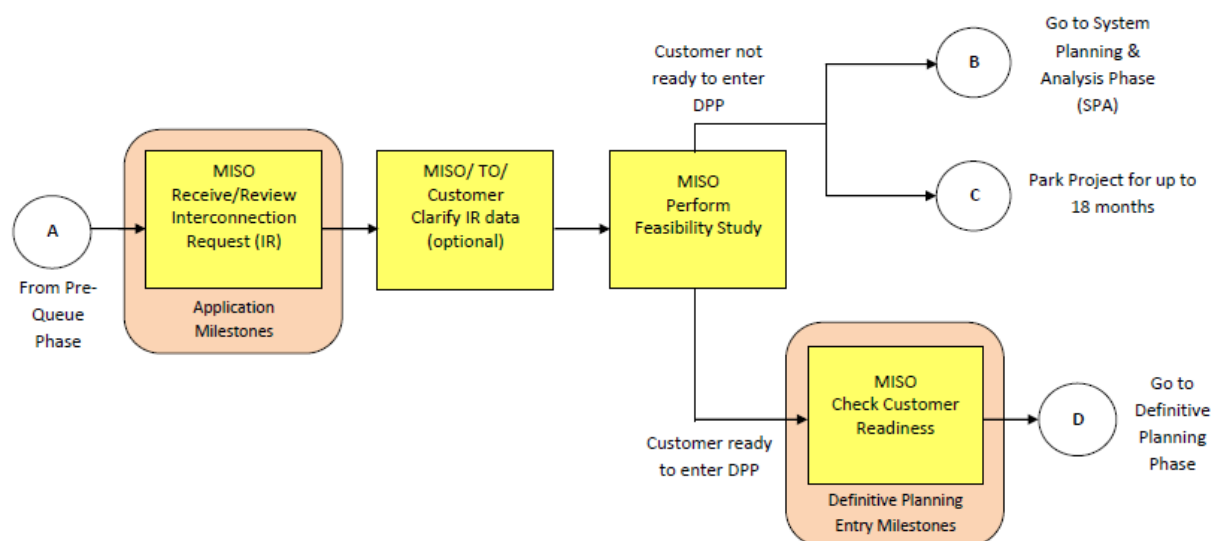 A
From Pre-
Queue
Phase
MISO
Receive/Review
Interconnection
Request (IR)
Application
Milestones
MISO/ TO/
Customer
Clarify IR data
(optional)
MISO
Perform
Feasibility Study
Customer not
ready to enter
DPP
B
Go to System
Planning &
Analysis Phase
(SPA)
C
Park Project for up to
18 months
Customer ready
to enter DPP
MISO
Check Customer
Readiness
Definitive Planning
Entry Milestones
D
Go to
Definitive
Planning
Phase